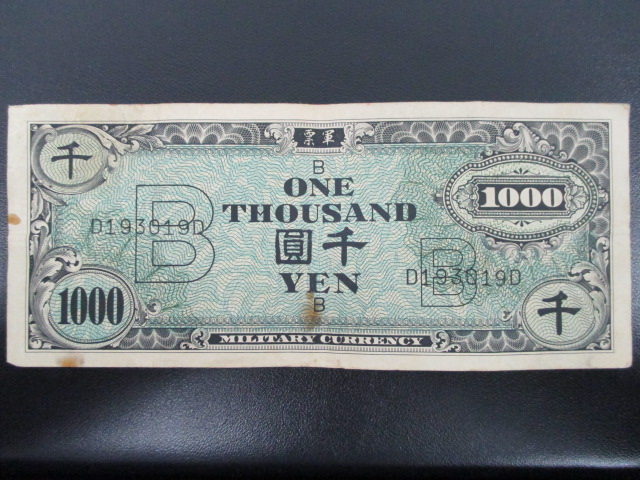 票軍
千
B
ONE
1000
THOUSAND
D193019D
B
圓千
D193019D
B
YEN
1000
B
千
MILITARY CURRENCY